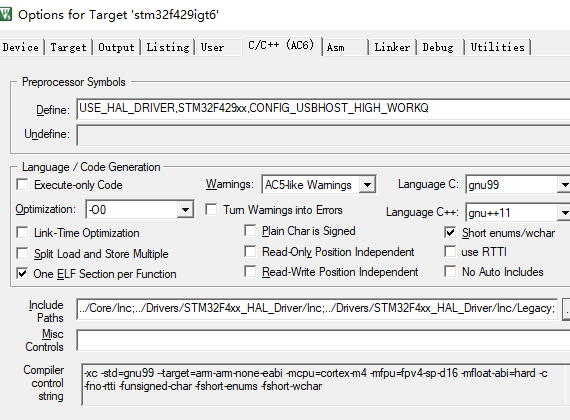 Options for Target 'stm32f429igt6'
Device Target Output Listing User C/C++ (AC6) Asm Linker Debug Utilities
Preprocessor Symbols
Define: USE_HAL_DRIVER,STM32F429xx,CONFIG_USBHOST_HIGH_WORKQ
Undefine:
Language / Code Generation
Execute-only Code Warnings: AC5-like Warnings Language C: gnu99
Optimization: -O0 Turn Warnings into Errors Language C++: gnu++11
Link-Time Optimization Plain Char is Signed Short enums/wchar
Split Load and Store Multiple Read-Only Position Independent use RTTI
One ELF Section per Function Read-Write Position Independent No Auto Includes
Include Paths ../Core/Inc;../Drivers/STM32F4xx_HAL_Driver/Inc;../Drivers/STM32F4xx_HAL_Driver/Inc/Legacy;
Misc Controls
Compiler control string -xc -std=gnu99 --target=arm-arm-none-eabi -mcpu=cortex-m4 -mfpu=fpv4-sp-d16 -mfloat-abi=hard -c
-fno-rtti -funsigned-char -fshort-enums -fshort-wchar